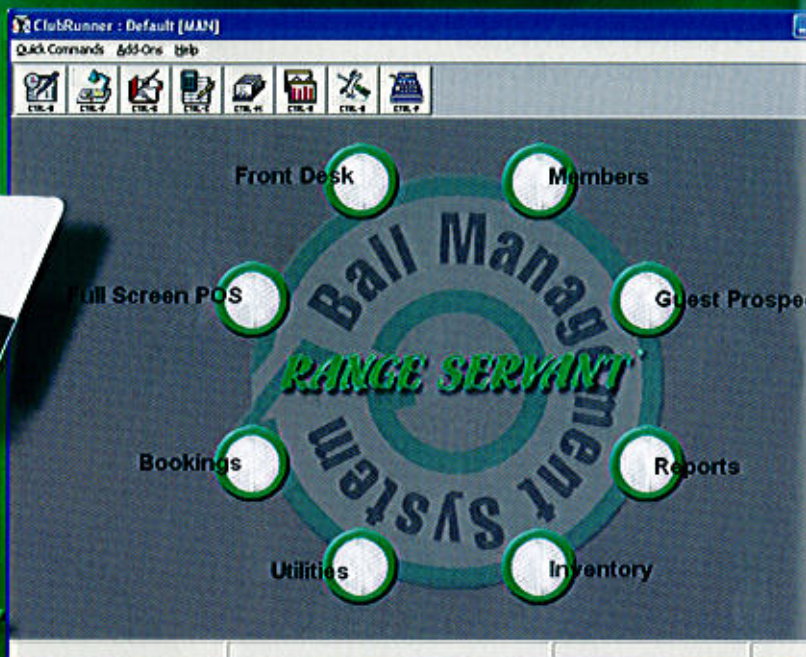 ClubRunner : Default [MAN]
Quick Commands Add-Ons Help
Front Desk
Members
Full Screen POS
Guest Prospec
Ball Management System
RANGE SERVANT
Bookings
Reports
Utilities
Inventory